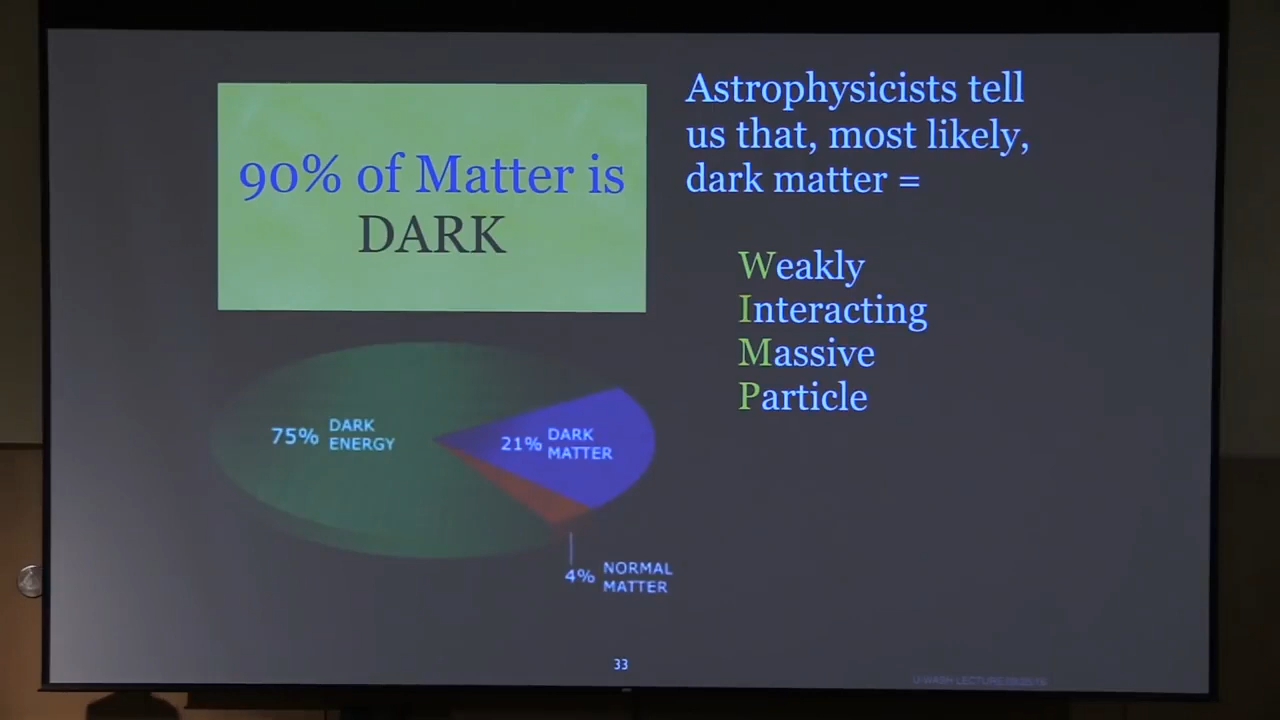 90% of Matter is
DARK
Astrophysicists tell
us that, most likely,
dark matter =
Weakly
Interacting
Massive
Particle
75% DARK
ENERGY
21% DARK
MATTER
4% NORMAL
MATTER
33
LECTURE